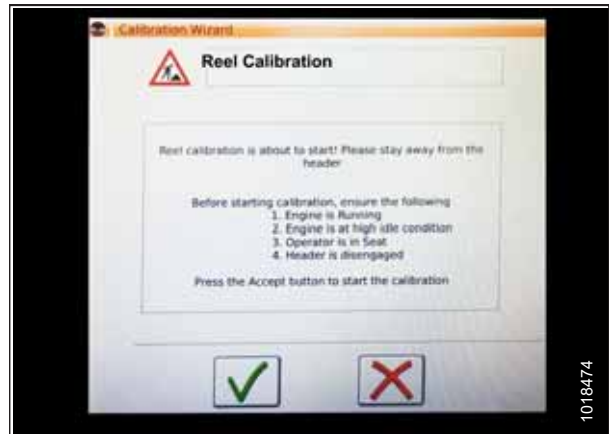 Calibration Wizard
Reel Calibration
Reel calibration is about to start! Please stay away from the
header
Before starting calibration, ensure the following
1. Engine is Running
2. Engine is at high idle condition
3. Operator is in Seat
4. Header is disengaged
Press the Accept button to start the calibration
1018474